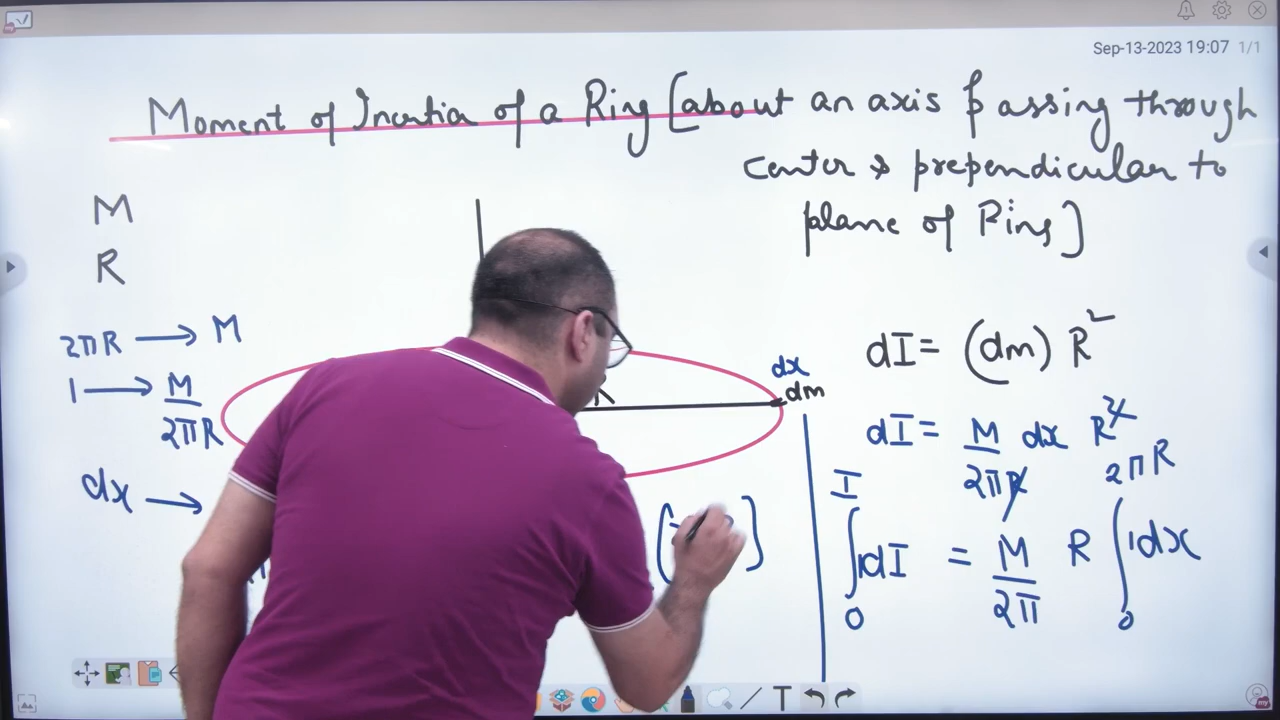 Sep-13-2023 19:07 1/1
Moment of Inertia of a Ring [about an axis passing through
center & prependicular to
plane of Ring]
M
R
2πR → M
1 → M/2πR
dx →
R
dx
dm
dI = (dm) R²
dI = M/2πR dx R²
I 2πR
∫dI = M/2π R ∫1dx
0 0
T